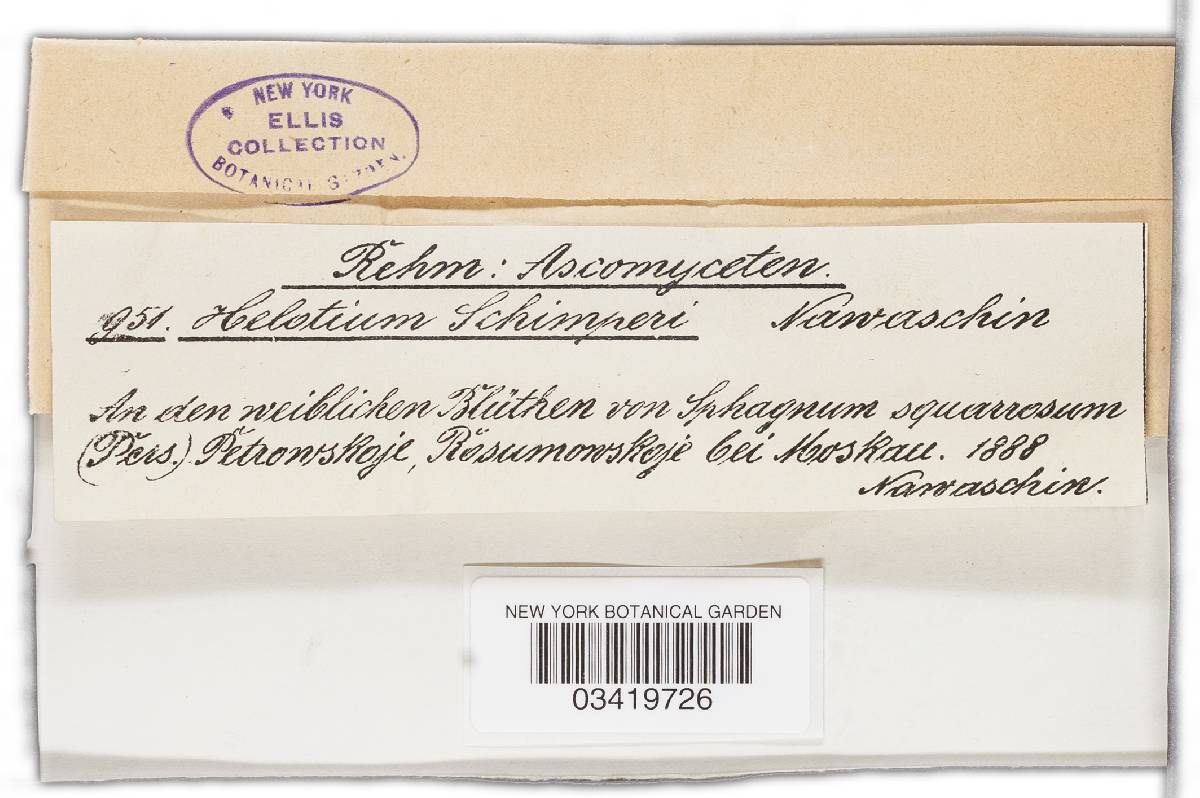 NEW YORK
ELLIS
COLLECTION
BOTANICAL GARDEN.
Rehm: Ascomyceten.
951. Helotium Schimperi Nawaschin
An den weiblichen Blüthen von Sphagnum squarrosum
(Pers.) Petrowskoje, Rosumowskoje bei Moskau. 1888
Nawaschin.
NEW YORK BOTANICAL GARDEN
03419726